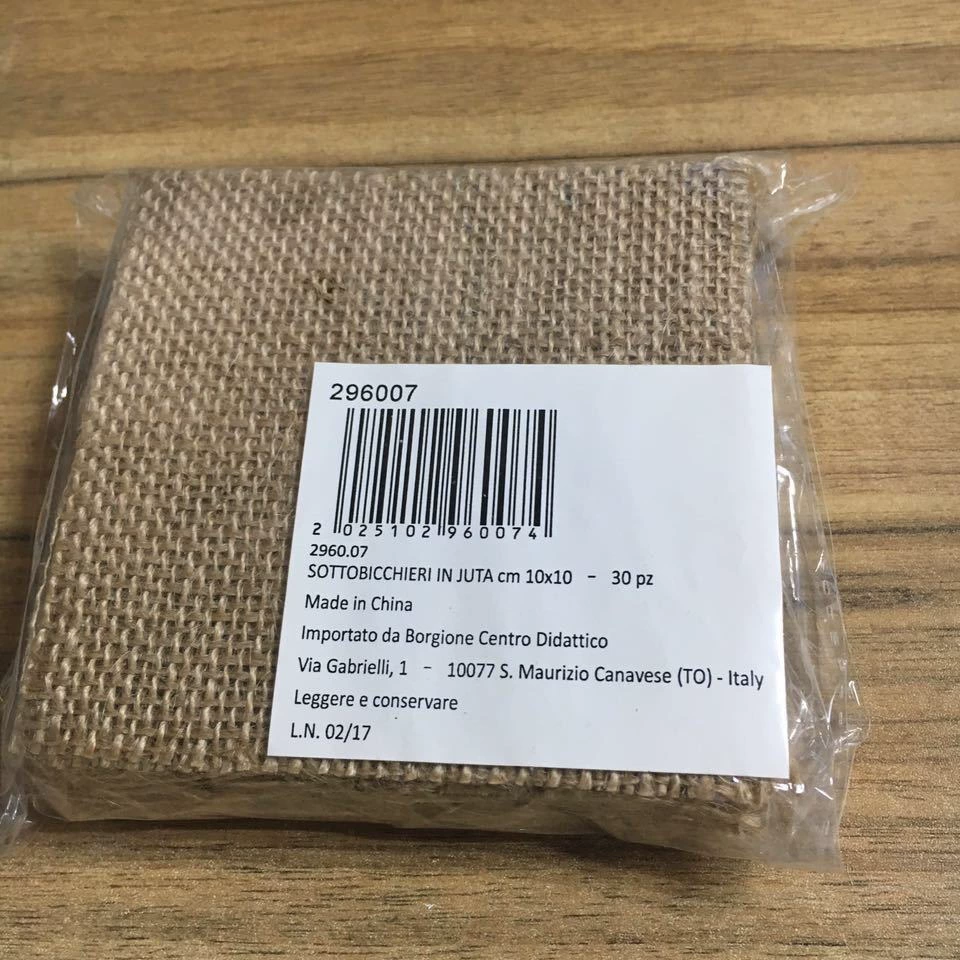 296007
2 025102 960074
2960.07
SOTTOBICCHIERI IN JUTA cm 10x10 - 30 pz
Made in China
Importato da Borgione Centro Didattico
Via Gabrielli, 1 - 10077 S. Maurizio Canavese (TO) - Italy
Leggere e conservare
L.N. 02/17